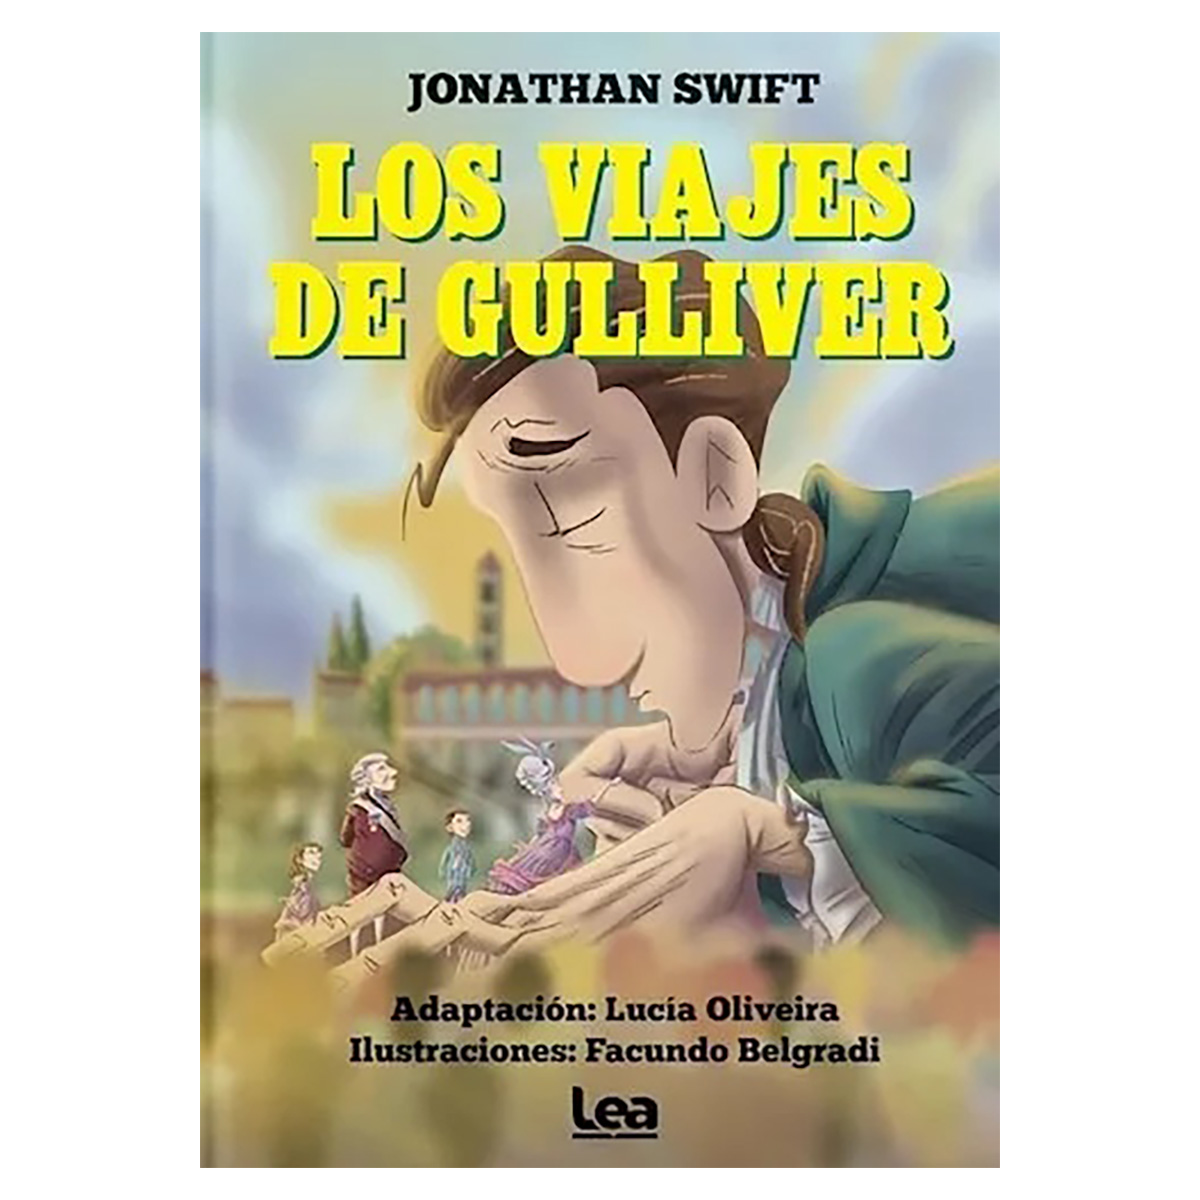 JONATHAN SWIFT
LOS VIAJES
DE GULLIVER
Adaptación: Lucía Oliveira
Ilustraciones: Facundo Belgradi
Lea